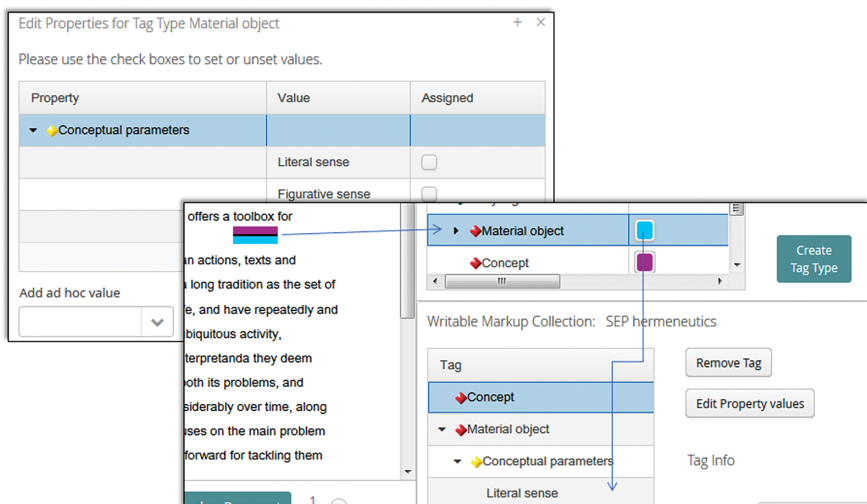 Edit Properties for Tag Type Material object
Please use the check boxes to set or unset values.
Property Value Assigned
Conceptual parameters
Literal sense
Figurative sense
Add ad hoc value
offers a toolbox for
an actions, texts and
long tradition as the set of
fe, and have repeatedly and
biquitous activity,
terpretanda they deem
oth its problems, and
siderably over time, along
uses on the main problem
forward for tackling them
1
Material object
Concept
Create
Tag Type
Writable Markup Collection: SEP hermeneutics
Tag
Concept
Material object
Conceptual parameters
Literal sense
Remove Tag
Edit Property values
Tag Info